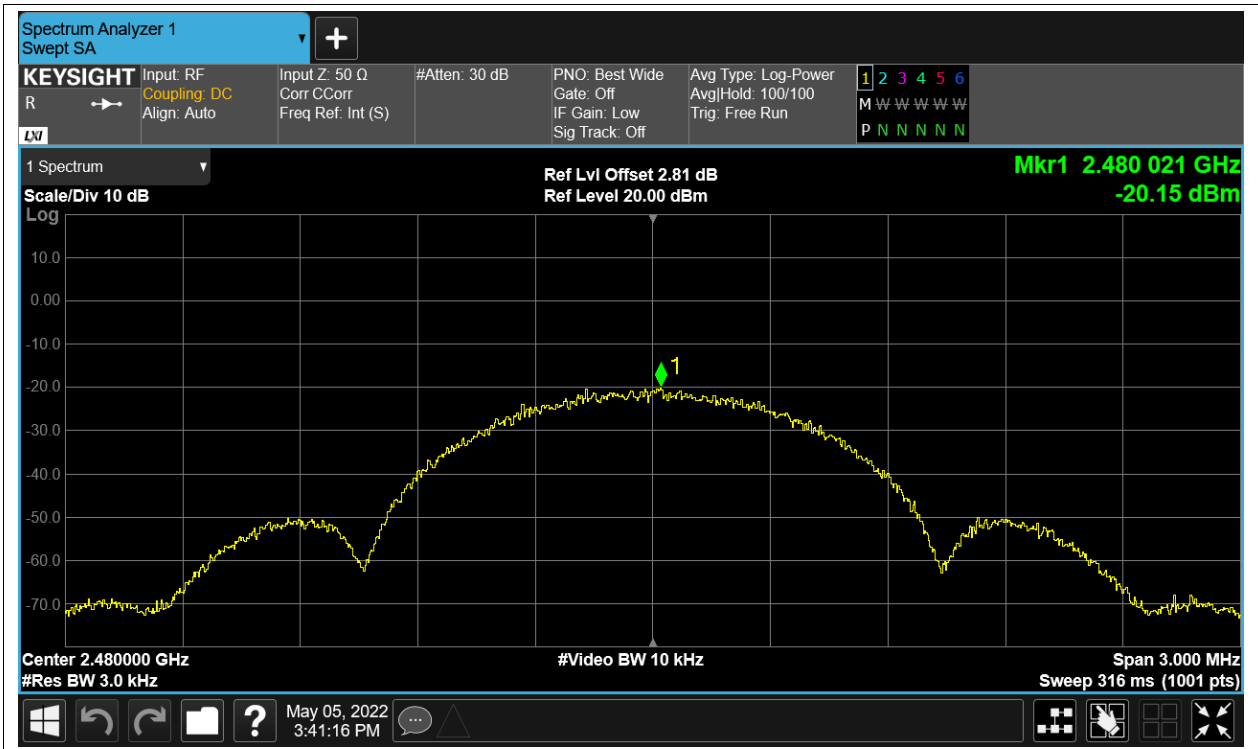 Spectrum Analyzer 1
Swept SA
KEYSIGHT
R
LXI
Input: RF
Coupling: DC
Align: Auto
Input Z: 50 Ω
Corr CCorr
Freq Ref: Int (S)
#Atten: 30 dB
PNO: Best Wide
Gate: Off
IF Gain: Low
Sig Track: Off
Avg Type: Log-Power
Avg|Hold: 100/100
Trig: Free Run
1 2 3 4 5 6
M W W W W W
P N N N N N
1 Spectrum
Scale/Div 10 dB
Ref Lvl Offset 2.81 dB
Ref Level 20.00 dBm
Mkr1 2.480 021 GHz
-20.15 dBm
Log
10.0
0.00
-10.0
-20.0
-30.0
-40.0
-50.0
-60.0
-70.0
1
Center 2.480000 GHz
#Res BW 3.0 kHz
#Video BW 10 kHz
Span 3.000 MHz
Sweep 316 ms (1001 pts)
?
May 05, 2022
3:41:16 PM